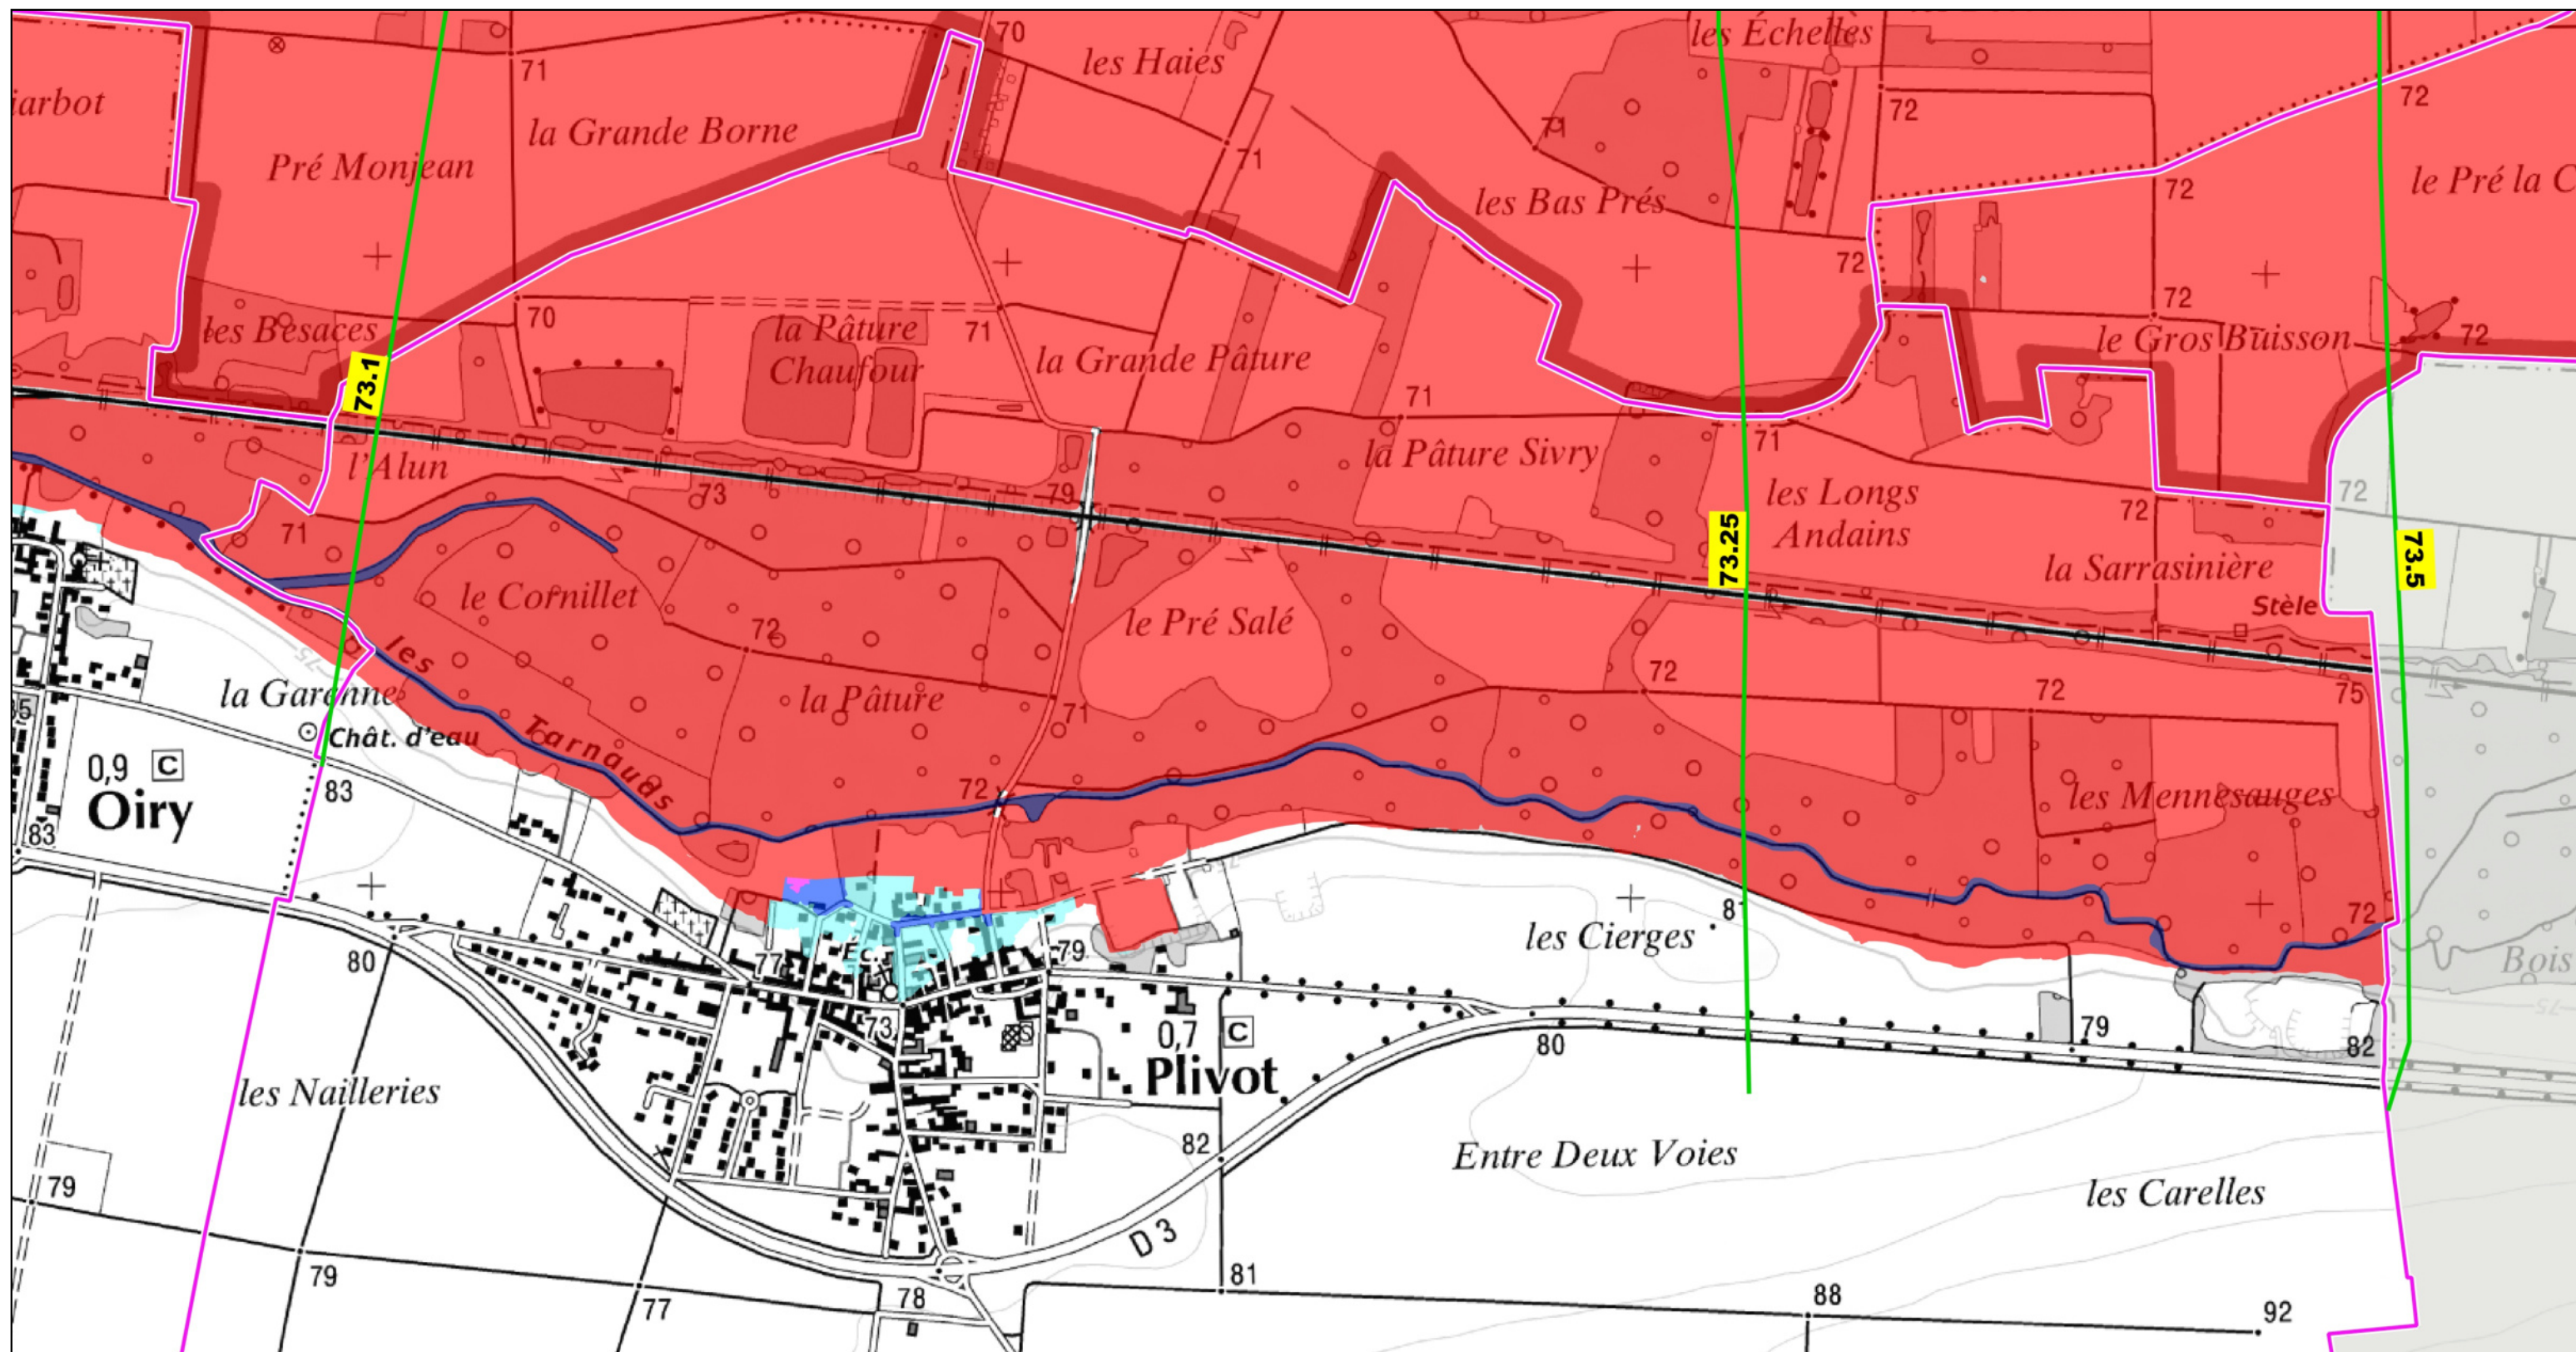 70
les Haies
les Échelles
71
iarbot
la Grande Borne
72
72
71
Pré Monjean
71
72
le Pré la C
les Bas Prés
72
72
les Besaces
70
la Pâture
Chaufour
71
la Grande Pâture
le Gros Buisson
72
73.1
71
71
la Pâture Sivry
l'Alun
73
79
les Longs
Andains
72
72
71
73.25
73.5
la Sarrasinière
Stèle
le Cornillet
72
le Pré Salé
les
Tarnauds
la Garenne
75
la Pâture
71
72
72
75
Chât. d'eau
85
0,9 C
Oiry
83
83
72
les Mennesauges
72
81
les Cierges
80
77
79
Bois
75
73
0,7 C
Plivot
80
79
82
les Nailleries
82
Entre Deux Voies
79
les Carelles
D 3
79
77
78
81
88
92